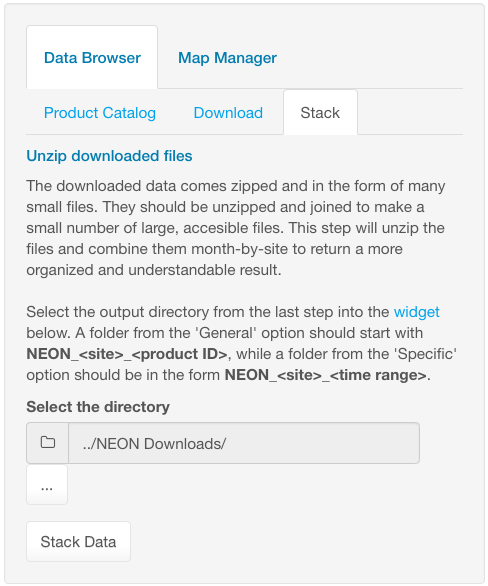 Data Browser Map Manager
Product Catalog Download Stack
Unzip downloaded files
The downloaded data comes zipped and in the form of many
small files. They should be unzipped and joined to make a
small number of large, accesible files. This step will unzip the
files and combine them month-by-site to return a more
organized and understandable result.
Select the output directory from the last step into the widget
below. A folder from the 'General' option should start with
NEON_<site>_<product ID>, while a folder from the 'Specific'
option should be in the form NEON_<site>_<time range>.
Select the directory
../NEON Downloads/
...
Stack Data